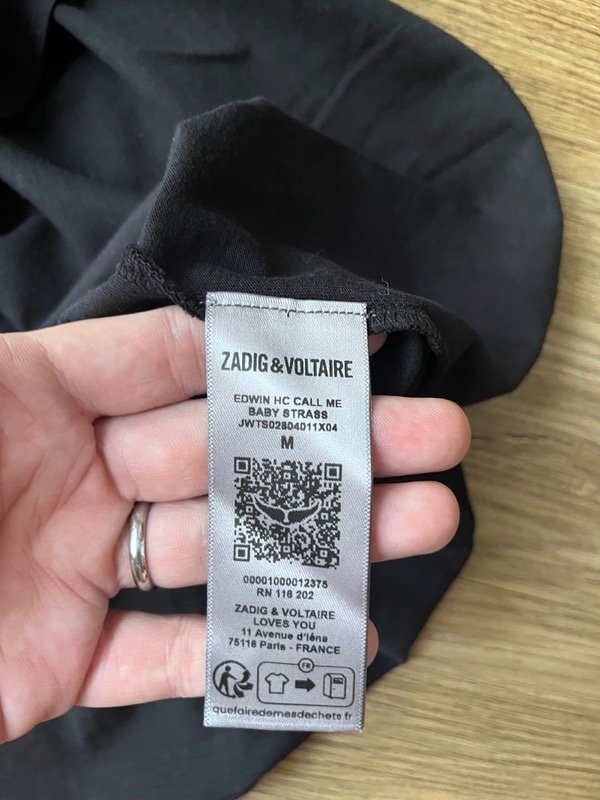 ZADIG&VOLTAIRE
EDWIN HC CALL ME
BABY STRASS
JWTS02804011X04
M
00001000012375
RN 116 202
ZADIG & VOLTAIRE
LOVES YOU
11 Avenue d'Iéna
75116 Paris - FRANCE
FR
quefairedemesdechets.fr